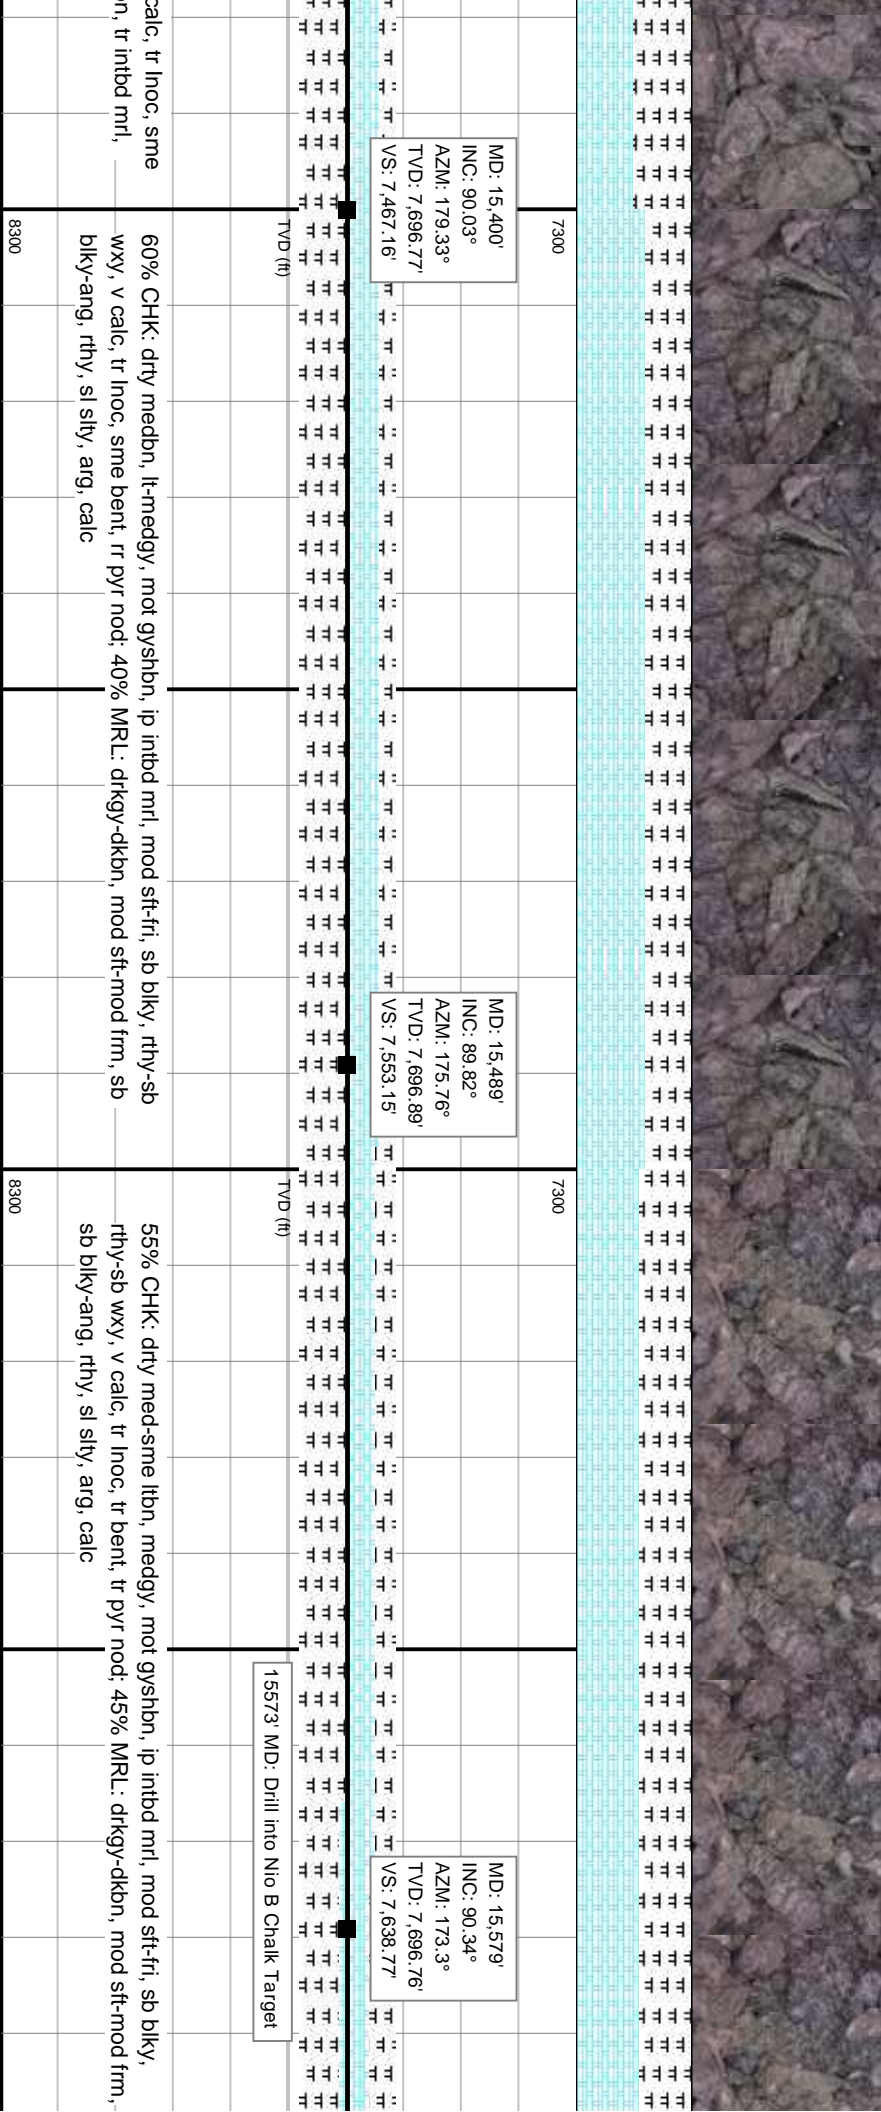 calc, tr Inoc, sme
n, tr intbd mrl,
MD: 15,400'
INC: 90.03°
AZM: 179.33°
TVD: 7,696.77'
VS: 7,467.16'
7300
TVD (ft)
8300
60% CHK: drty medbn, lt-medgy, mot gyshbn, ip intbd mrl, mod sft-fri, sb blky, rthy-sb
wxy, v calc, tr Inoc, sme bent, rr pyr nod; 40% MRL: drkgy-dkbn, mod sft-mod frm, sb
blky-ang, rthy, sl slty, arg, calc
MD: 15,489'
INC: 89.82°
AZM: 175.76°
TVD: 7,696.89'
VS: 7,553.15'
7300
TVD (ft)
8300
55% CHK: drty med-sme ltbn, medgy, mot gyshbn, ip intbd mrl, mod sft-fri, sb blky,
rthy-sb wxy, v calc, tr Inoc, tr bent, tr pyr nod; 45% MRL: drkgy-dkbn, mod sft-mod frm,
sb blky-ang, rthy, sl slty, arg, calc
15573' MD: Drill into Nio B Chalk Target
MD: 15,579'
INC: 90.34°
AZM: 173.3°
TVD: 7,696.76'
VS: 7,638.77'